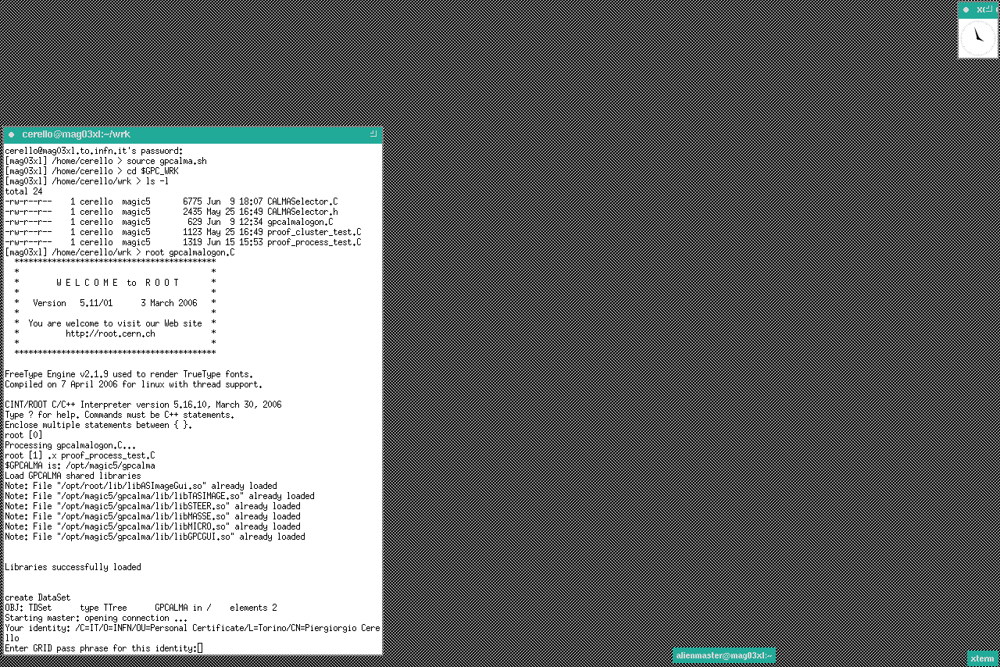 cerello@mag03xl:~/wrk
cerello@mag03xl.to.infn.it's password:
[mag03xl] /home/cerello > source gpcalma.sh
[mag03xl] /home/cerello > cd $GPC_WRK
[mag03xl] /home/cerello/wrk > ls -l
total 24
-rw-r--r--    1 cerello  magic5       6775 Jun  9 18:07 CALMASelector.C
-rw-r--r--    1 cerello  magic5       2435 May 25 16:49 CALMASelector.h
-rw-r--r--    1 cerello  magic5        629 Jun  9 12:34 gpcalmalogon.C
-rw-r--r--    1 cerello  magic5       1123 May 25 16:49 proof_cluster_test.C
-rw-r--r--    1 cerello  magic5       1319 Jun 15 15:53 proof_process_test.C
[mag03xl] /home/cerello/wrk > root gpcalmalogon.C
  *******************************************
  *                                         *
  *        W E L C O M E  to  R O O T       *
  *                                         *
  *   Version   5.11/01      3 March 2006   *
  *                                         *
  *  You are welcome to visit our Web site  *
  *          http://root.cern.ch            *
  *                                         *
  *******************************************
FreeType Engine v2.1.9 used to render TrueType fonts.
Compiled on 7 April 2006 for linux with thread support.
CINT/ROOT C/C++ Interpreter version 5.16.10, March 30, 2006
Type ? for help. Commands must be C++ statements.
Enclose multiple statements between { }.
root [0]
Processing gpcalmalogon.C...
root [1] .x proof_process_test.C
$GPCALMA is: /opt/magic5/gpcalma
Load GPCALMA shared libraries
Note: File "/opt/root/lib/libASImageGui.so" already loaded
Note: File "/opt/magic5/gpcalma/lib/libTASIMAGE.so" already loaded
Note: File "/opt/magic5/gpcalma/lib/libSTEER.so" already loaded
Note: File "/opt/magic5/gpcalma/lib/libMASSE.so" already loaded
Note: File "/opt/magic5/gpcalma/lib/libMICRO.so" already loaded
Note: File "/opt/magic5/gpcalma/lib/libGPCGUI.so" already loaded
Libraries successfully loaded
create DataSet
OBJ: TDSet      type TTree      GPCALMA in /    elements 2
Starting master: opening connection ...
Your identity: /C=IT/O=INFN/OU=Personal Certificate/L=Torino/CN=Piergiorgio Cere
llo
Enter GRID pass phrase for this identity:
alienmaster@mag03xl:~
xterm